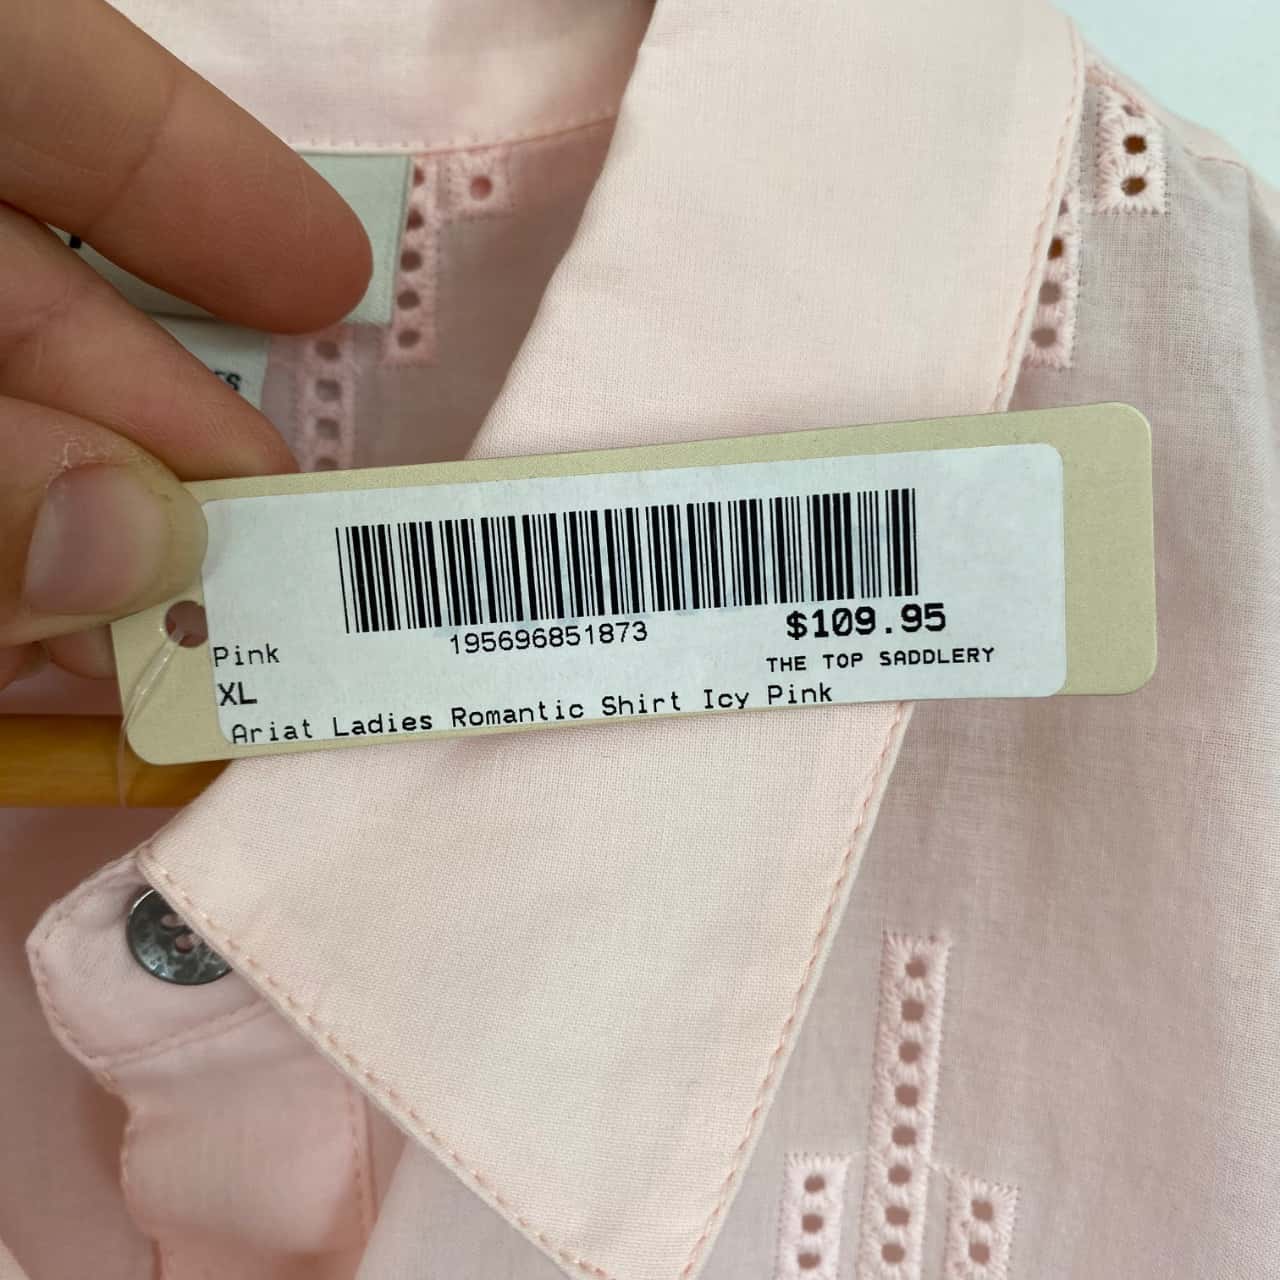 195696851873
$109.95
Pink
THE TOP SADDLERY
XL
Ariat Ladies Romantic Shirt Icy Pink